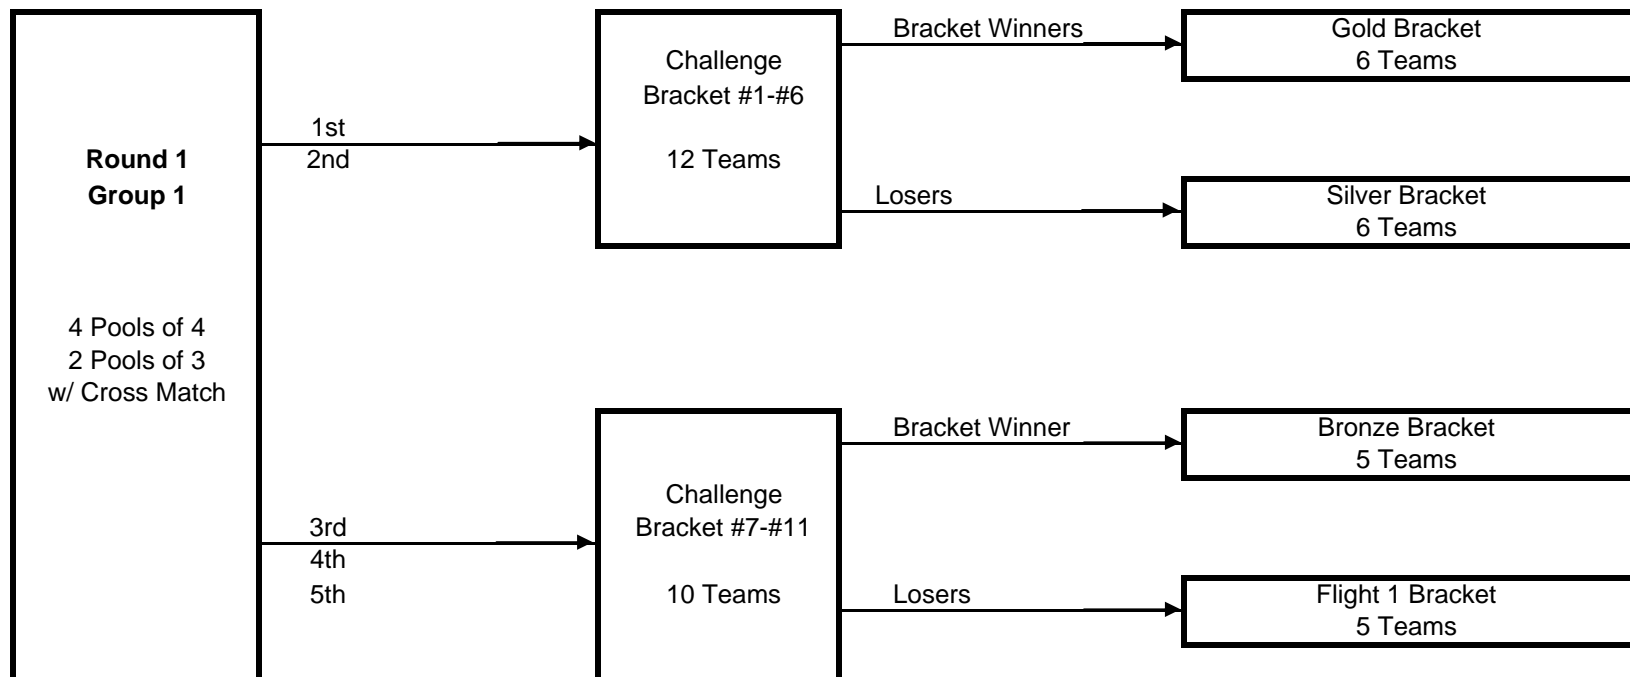 Round 1
Group 1
4 Pools of 4
2 Pools of 3
w/ Cross Match
1st
2nd
Challenge
Bracket #1-#6
12 Teams
Bracket Winners
Gold Bracket
6 Teams
Losers
Silver Bracket
6 Teams
3rd
4th
5th
Challenge
Bracket #7-#11
10 Teams
Bracket Winner
Bronze Bracket
5 Teams
Losers
Flight 1 Bracket
5 Teams